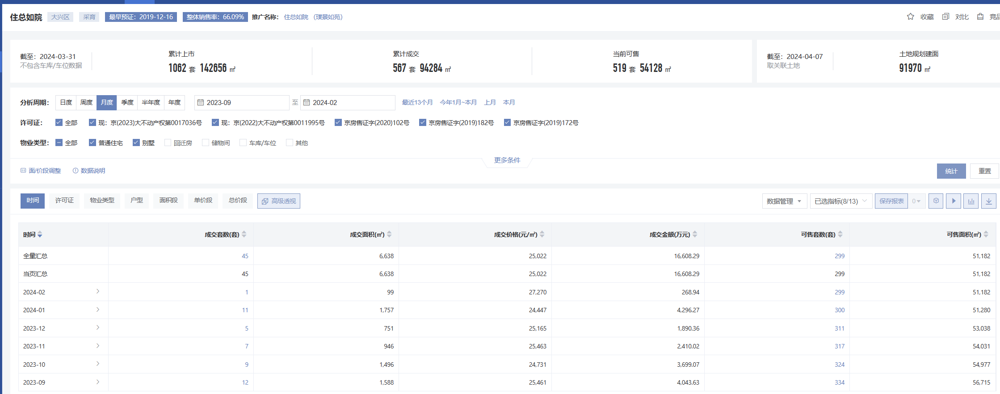 住总如院 大兴区 采育 最早预证：2019-12-16 整体销售率：66.09% 推广名称： 住总如院 （璞景如苑） 收藏 对比
截至：2024-03-31
不包含车库/车位数据
累计上市
1062 套 142656 ㎡
累计成交
567 套 94284 ㎡
当前可售
519 套 54128 ㎡
截至：2024-04-07
取关联土地
土地规划建面
91970 ㎡
分析周期： 日度 周度 月度 季度 半年度 年度 2023-09 至 2024-02 最近13个月 今年1月~本月 上月 本月
许可证： 全部 现：京(2023)大不动产权第0017036号 现：京(2022)大不动产权第0011995号 京房售证字(2020)102号 京房售证字(2019)182号 京房售证字(2019)172号
物业类型： 全部 普通住宅 别墅 回迁房 储物间 车库/车位 其他
更多条件
面/价段调整 数据说明 统计 重置
时间 许可证 物业类型 户型 面积段 单价段 总价段 高级透视 数据管理 已选指标(8/13) 保存报表 0
时间 成交套数(套) 成交面积(㎡) 成交价格(元/㎡) 成交金额(万元) 可售套数(套) 可售面积(㎡)
全量汇总 45 6,638 25,022 16,608.29 299 51,182
当页汇总 45 6,638 25,022 16,608.29 299 51,182
2024-02 1 99 27,270 268.94 299 51,182
2024-01 11 1,757 24,447 4,296.27 300 51,280
2023-12 5 751 25,165 1,890.36 311 53,038
2023-11 7 946 25,463 2,410.02 317 54,031
2023-10 9 1,496 24,731 3,699.07 324 54,977
2023-09 12 1,588 25,461 4,043.63 334 56,715